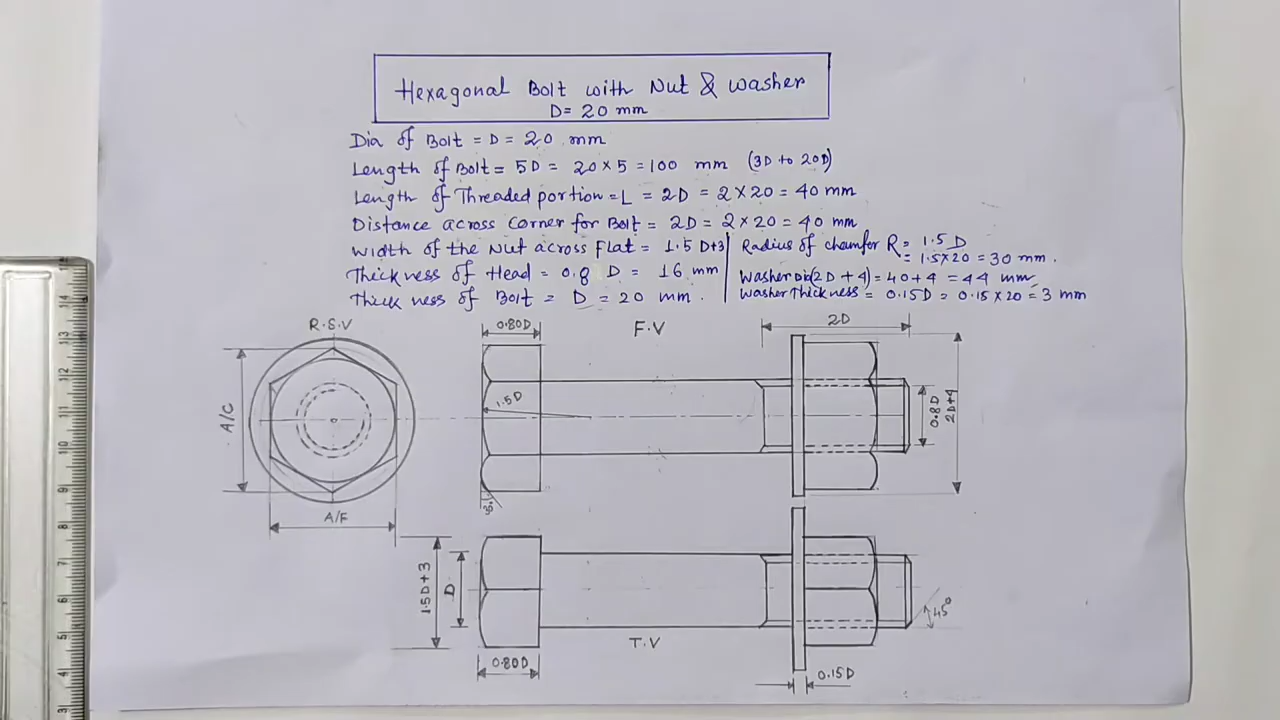 Hexagonal Bolt with Nut & Washer
D= 20 mm
Dia of Bolt = D = 20 mm
Length of Bolt = 5D = 20 × 5 = 100 mm (3D to 20D)
Length of Threaded portion = L = 2D = 2 × 20 = 40 mm
Distance across corner for Bolt = 2D = 2 × 20 = 40 mm
Width of the Nut across Flat = 1.5 D+3
Thickness of Head = 0.8 D = 16 mm
Thickness of Bolt = D = 20 mm.
Radius of chamfor R = 1.5 D
= 1.5×20 = 30 mm.
Washer Dia(2D + 4) = 40+4 = 44 mm
Washer Thickness = 0.15D = 0.15 × 20 = 3 mm
R.S.V
0.80D
F.V
2D
A/C
1.5D
0.8D
2D+4
A/F
1.5D+3
D
45°
T.V
0.80D
0.15D